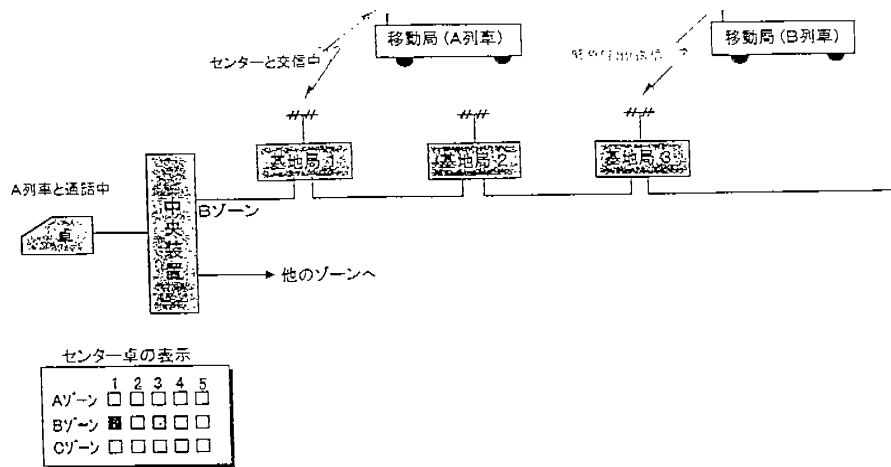 移動局(A列車)
移動局(B列車)
センターと交信中
基地局 1
基地局 2
基地局 3
A列車と通話中
卓
中央装置
Bゾーン
他のゾーンへ
センター卓の表示
1 2 3 4 5
Aゾーン
Bゾーン
Cゾーン